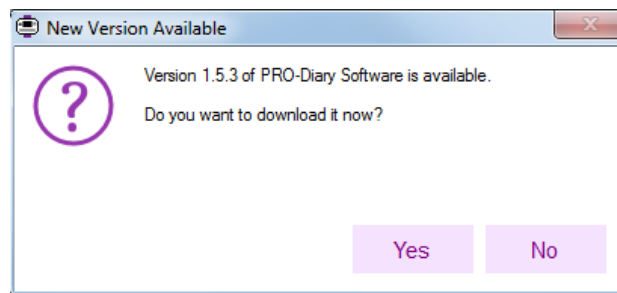 New Version Available
Version 1.5.3 of PRO-Diary Software is available.
Do you want to download it now?
Yes No